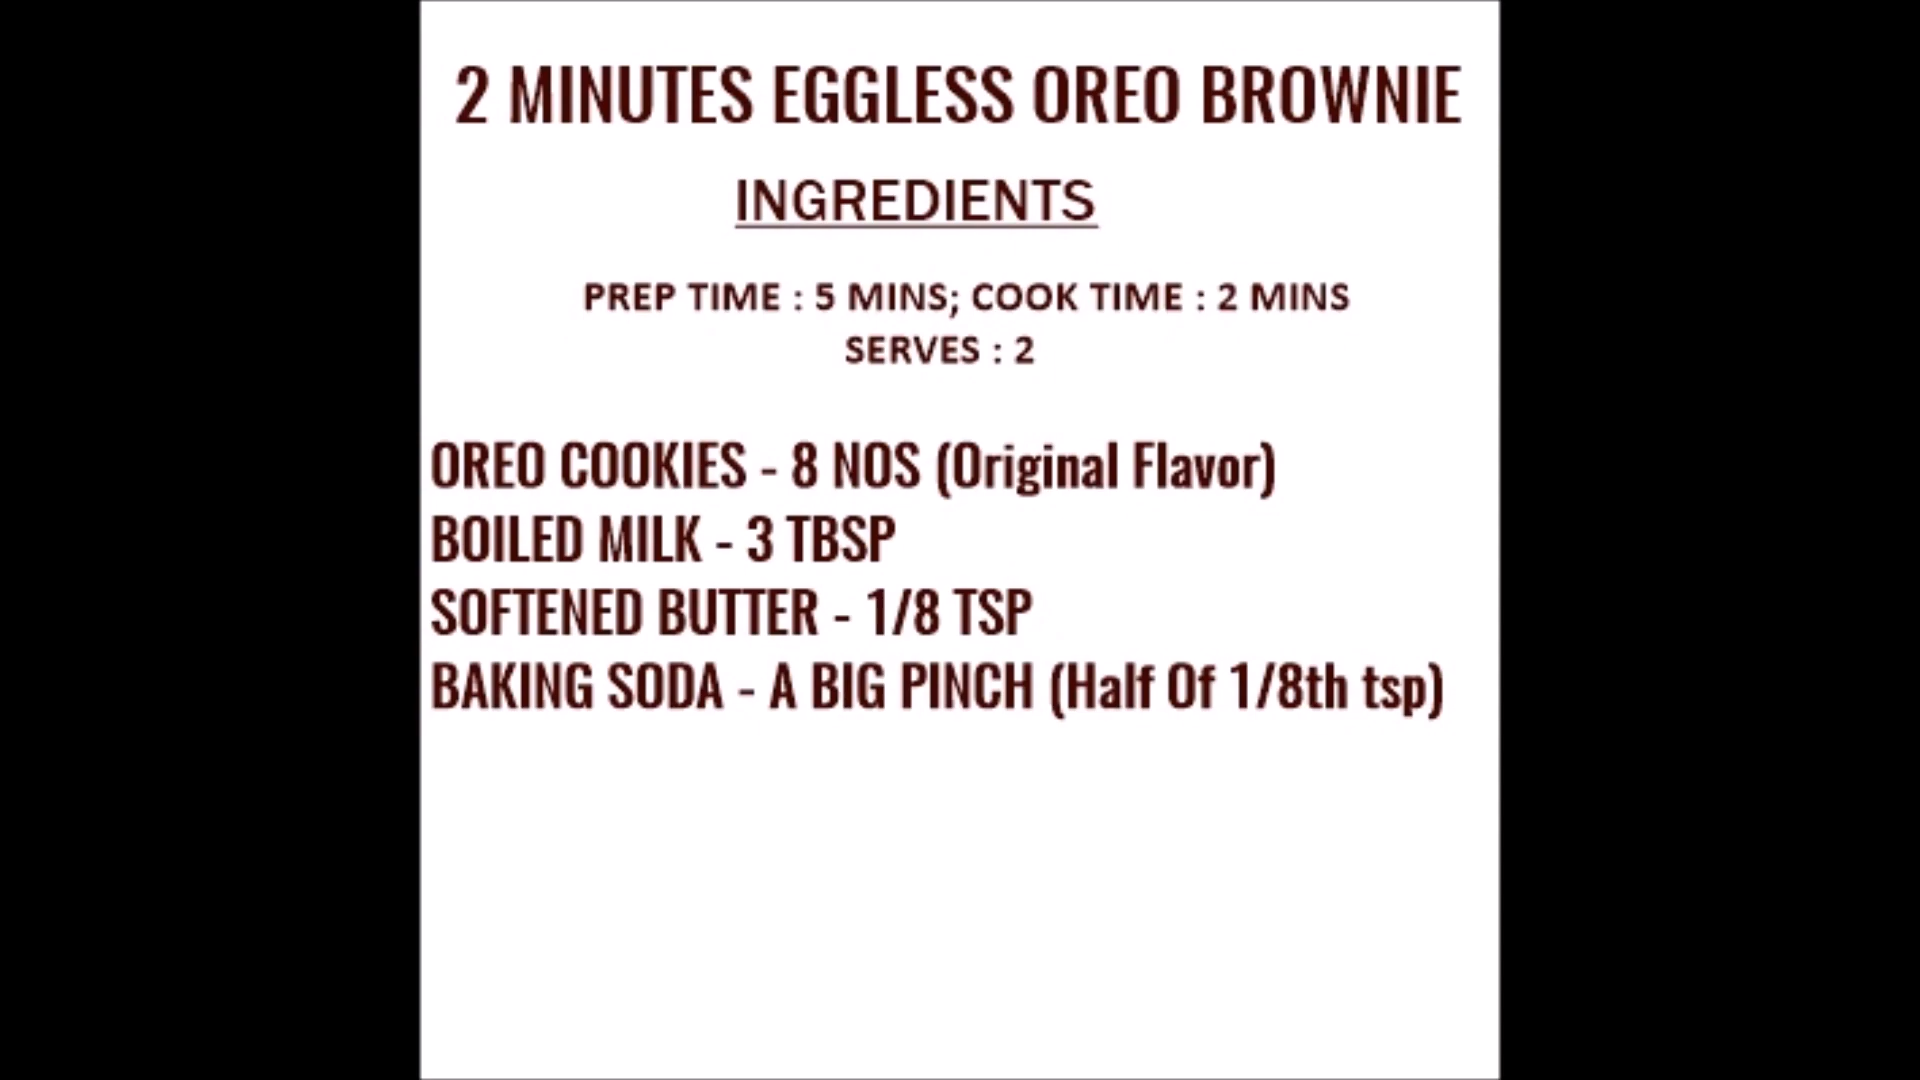 2 MINUTES EGGLESS OREO BROWNIE
INGREDIENTS
PREP TIME : 5 MINS; COOK TIME : 2 MINS
SERVES : 2
OREO COOKIES - 8 NOS (Original Flavor)
BOILED MILK - 3 TBSP
SOFTENED BUTTER - 1/8 TSP
BAKING SODA - A BIG PINCH (Half Of 1/8th tsp)